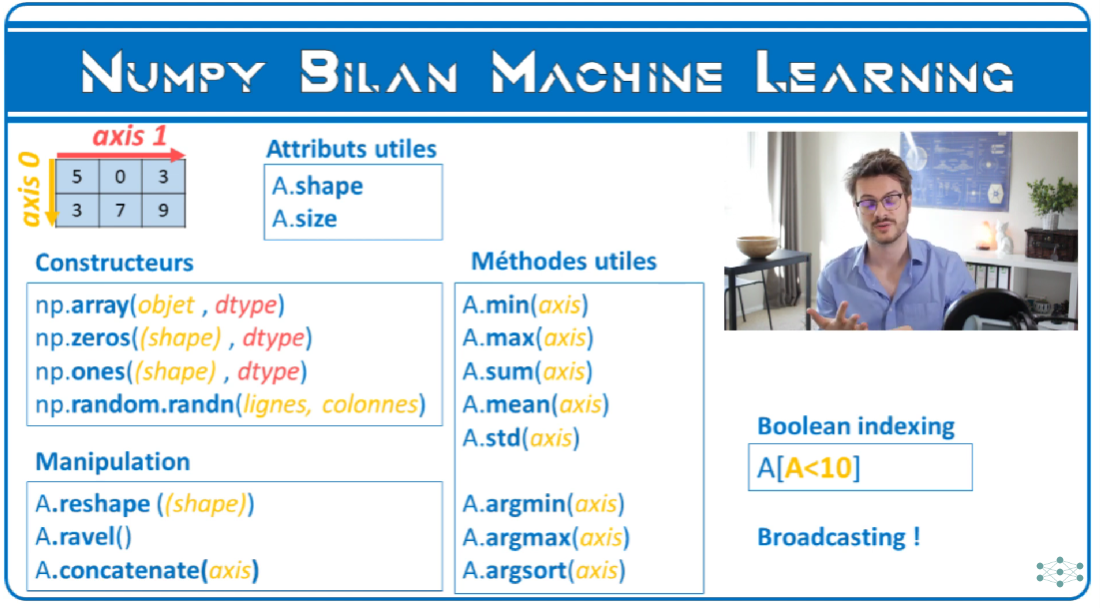 NUMPY BILAN MACHINE LEARNING
axis 1
axis 0
5 0 3
3 7 9
Attributs utiles
A.shape
A.size
Constructeurs
np.array(objet , dtype)
np.zeros((shape) , dtype)
np.ones((shape) , dtype)
np.random.randn(lignes, colonnes)
Manipulation
A.reshape ((shape))
A.ravel()
A.concatenate(axis)
Méthodes utiles
A.min(axis)
A.max(axis)
A.sum(axis)
A.mean(axis)
A.std(axis)
A.argmin(axis)
A.argmax(axis)
A.argsort(axis)
Boolean indexing
A[A<10]
Broadcasting !